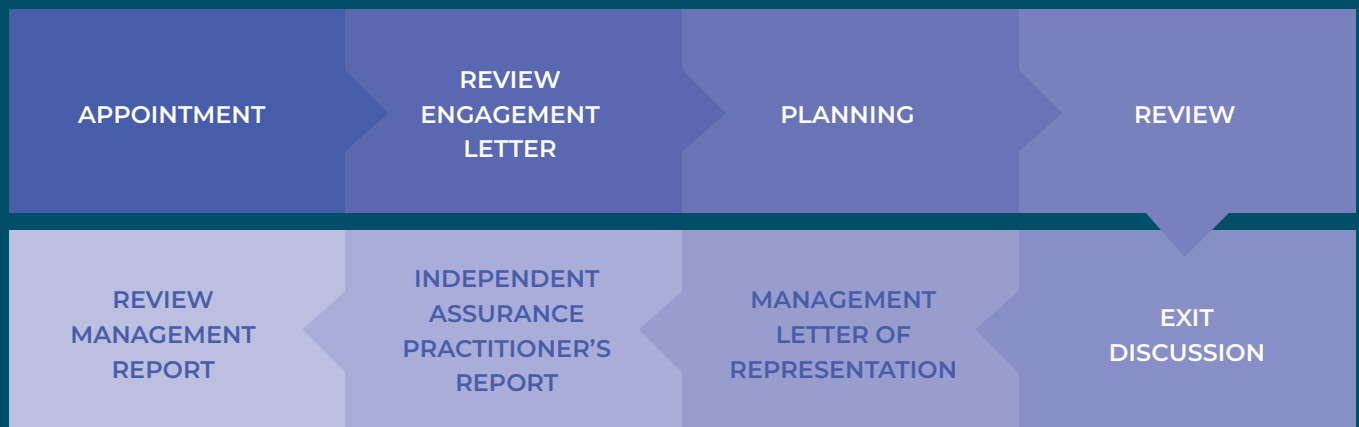 APPOINTMENT
REVIEW
ENGAGEMENT
LETTER
PLANNING
REVIEW
EXIT
DISCUSSION
MANAGEMENT
LETTER OF
REPRESENTATION
INDEPENDENT
ASSURANCE
PRACTITIONER’S
REPORT
REVIEW
MANAGEMENT
REPORT